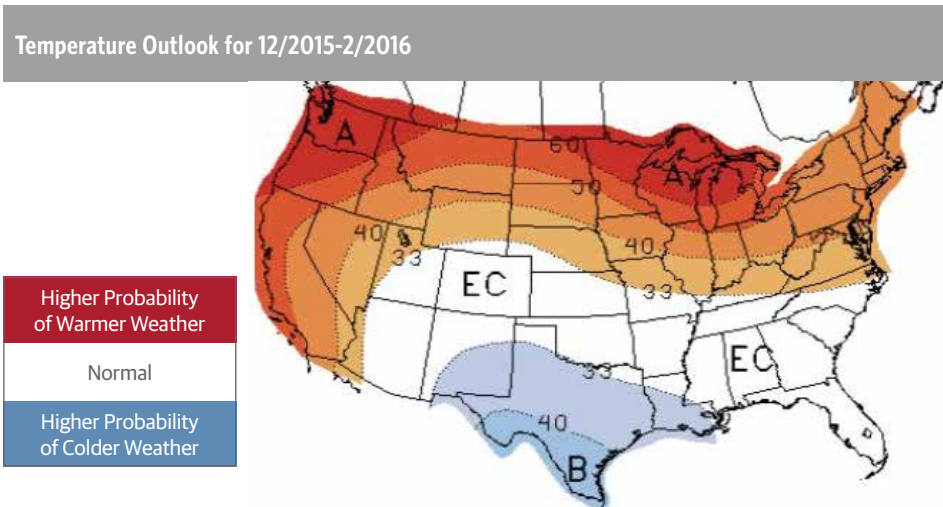 Temperature Outlook for 12/2015-2/2016
A
60
A
50
40
40
33
EC
33
EC
33
40
B
Higher Probability
of Warmer Weather
Normal
Higher Probability
of Colder Weather